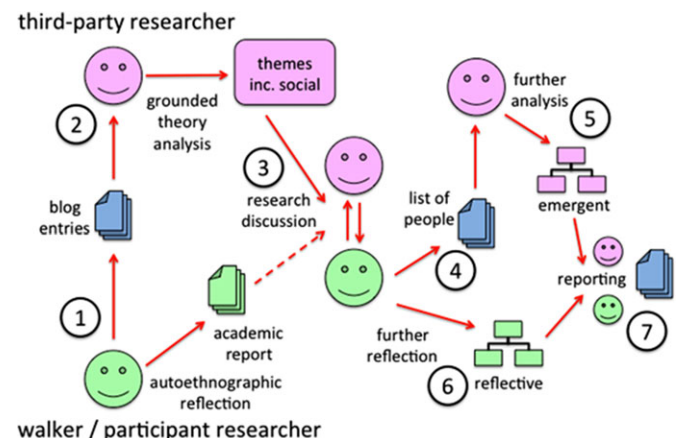 third-party researcher
themes
inc. social
2
grounded
theory
analysis
further
analysis
5
3
research
discussion
blog
entries
list of
people
emergent
4
reporting
1
academic
report
7
autoethnographic
reflection
further
reflection
6
reflective
walker / participant researcher